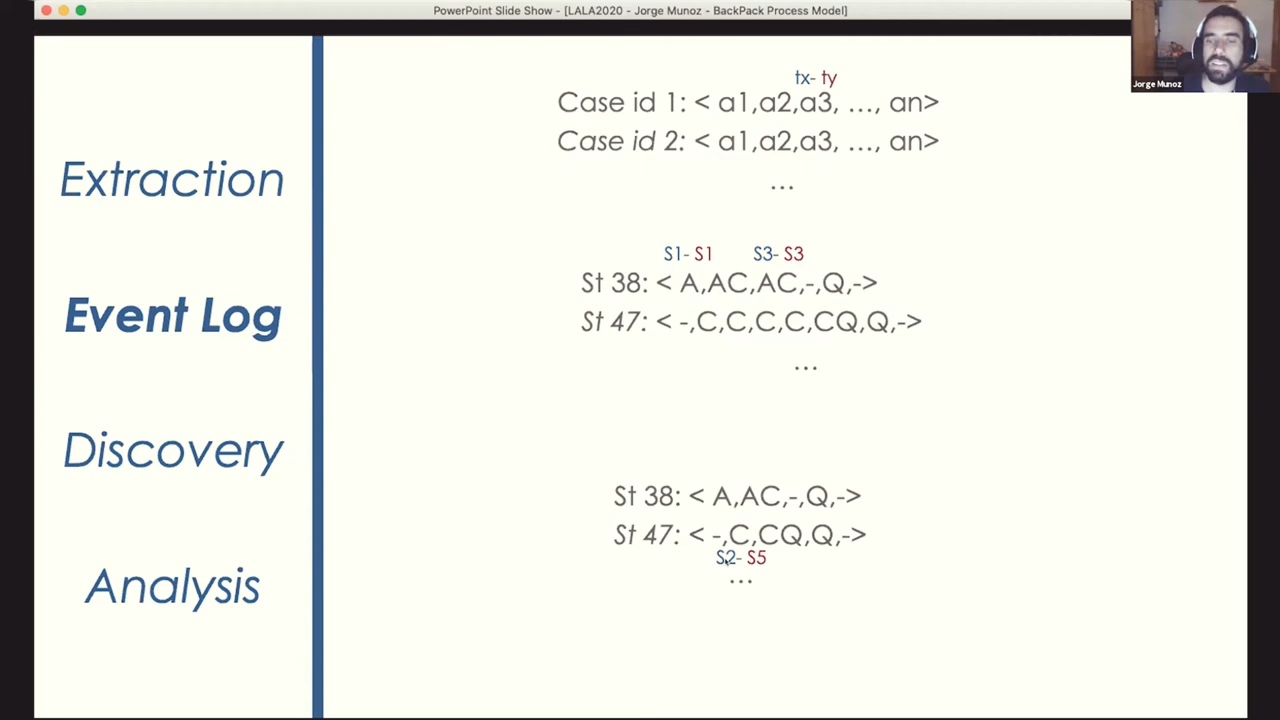 PowerPoint Slide Show - [LALA2020 - Jorge Munoz - BackPack Process Model]
Jorge Munoz
Extraction
Event Log
Discovery
Analysis
tx- ty
Case id 1: < a1,a2,a3, …, an>
Case id 2: < a1,a2,a3, …, an>
…
S1- S1 S3- S3
St 38: < A,AC,AC,-,Q,->
St 47: < -,C,C,C,C,CQ,Q,->
…
St 38: < A,AC,-,Q,->
St 47: < -,C,CQ,Q,->
S2- S5
…